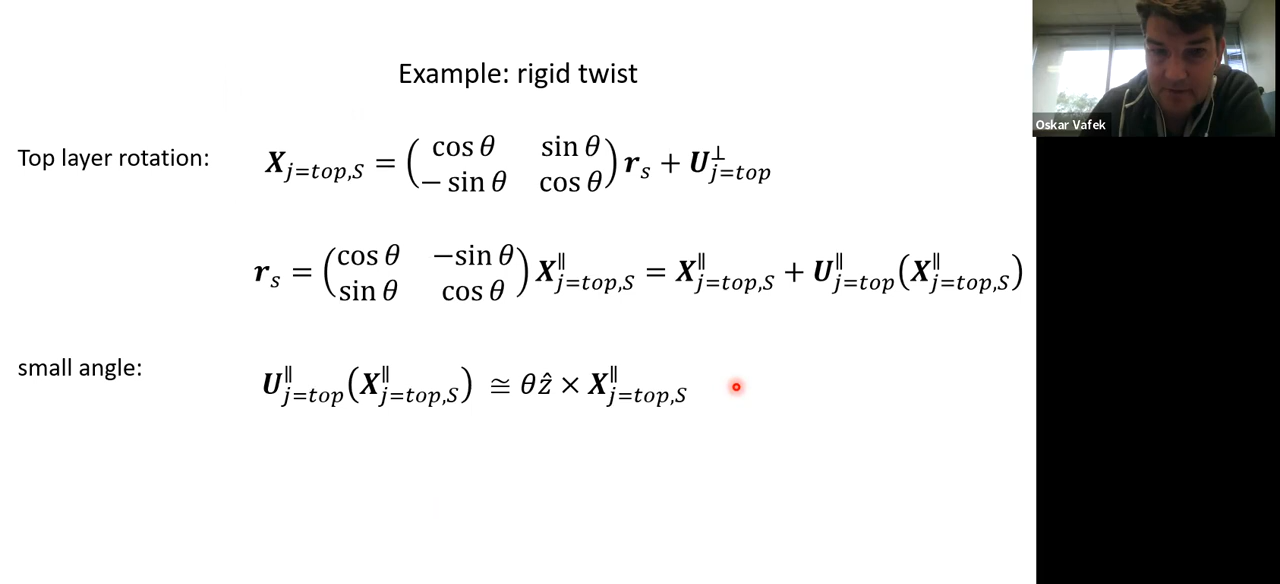 Example: rigid twist
Top layer rotation: 𝑿_{j=top,S} = ( cos θ  sin θ ; − sin θ  cos θ ) 𝒓_s + 𝑼^⊥_{j=top}
𝒓_s = ( cos θ  −sin θ ; sin θ  cos θ ) 𝑿^∥_{j=top,S} = 𝑿^∥_{j=top,S} + 𝑼^∥_{j=top}(𝑿^∥_{j=top,S})
small angle: 𝑼^∥_{j=top}(𝑿^∥_{j=top,S}) ≅ θẑ × 𝑿^∥_{j=top,S}
Oskar Vafek